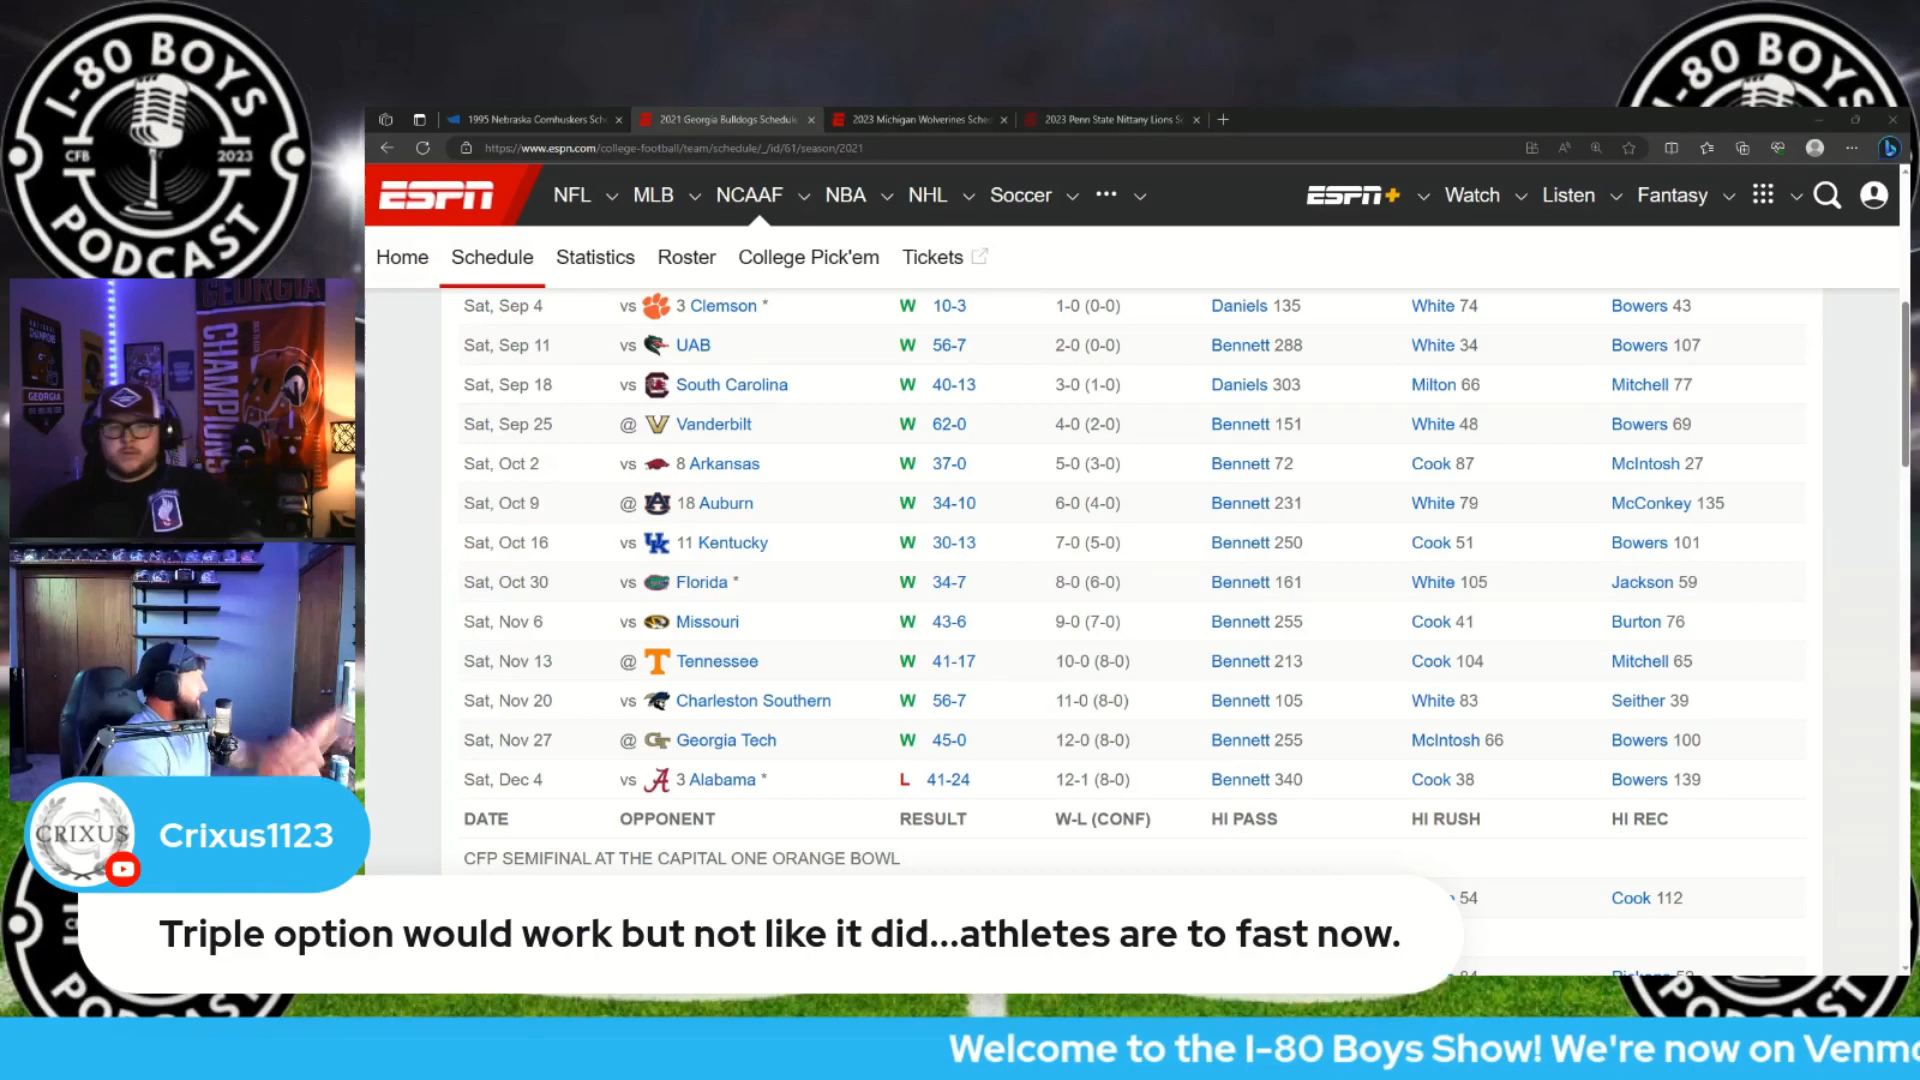 I-80 BOYS
CFB 2023
PODCAST
I-80 BOYS
1995 Nebraska Cornhuskers Sch
2021 Georgia Bulldogs Schedule
2023 Michigan Wolverines Sche
2023 Penn State Nittany Lions Sc
https://www.espn.com/college-football/team/schedule/_/id/61/season/2021
ESPN NFL MLB NCAAF NBA NHL Soccer ••• ESPN+ Watch Listen Fantasy
Home Schedule Statistics Roster College Pick'em Tickets
Sat, Sep 4 vs 3 Clemson * W 10-3 1-0 (0-0) Daniels 135 White 74 Bowers 43
Sat, Sep 11 vs UAB W 56-7 2-0 (0-0) Bennett 288 White 34 Bowers 107
Sat, Sep 18 vs South Carolina W 40-13 3-0 (1-0) Daniels 303 Milton 66 Mitchell 77
Sat, Sep 25 @ Vanderbilt W 62-0 4-0 (2-0) Bennett 151 White 48 Bowers 69
Sat, Oct 2 vs 8 Arkansas W 37-0 5-0 (3-0) Bennett 72 Cook 87 McIntosh 27
Sat, Oct 9 @ 18 Auburn W 34-10 6-0 (4-0) Bennett 231 White 79 McConkey 135
Sat, Oct 16 vs 11 Kentucky W 30-13 7-0 (5-0) Bennett 250 Cook 51 Bowers 101
Sat, Oct 30 vs Florida * W 34-7 8-0 (6-0) Bennett 161 White 105 Jackson 59
Sat, Nov 6 vs Missouri W 43-6 9-0 (7-0) Bennett 255 Cook 41 Burton 76
Sat, Nov 13 @ Tennessee W 41-17 10-0 (8-0) Bennett 213 Cook 104 Mitchell 65
Sat, Nov 20 vs Charleston Southern W 56-7 11-0 (8-0) Bennett 105 White 83 Seither 39
Sat, Nov 27 @ Georgia Tech W 45-0 12-0 (8-0) Bennett 255 McIntosh 66 Bowers 100
Sat, Dec 4 vs 3 Alabama * L 41-24 12-1 (8-0) Bennett 340 Cook 38 Bowers 139
DATE OPPONENT RESULT W-L (CONF) HI PASS HI RUSH HI REC
CFP SEMIFINAL AT THE CAPITAL ONE ORANGE BOWL
54 Cook 112
GEORGIA
CHAMPIONS
GEORGIA
CRIXUS
Crixus1123
Triple option would work but not like it did...athletes are to fast now.
PODCAST
Welcome to the I-80 Boys Show! We're now on Venmo